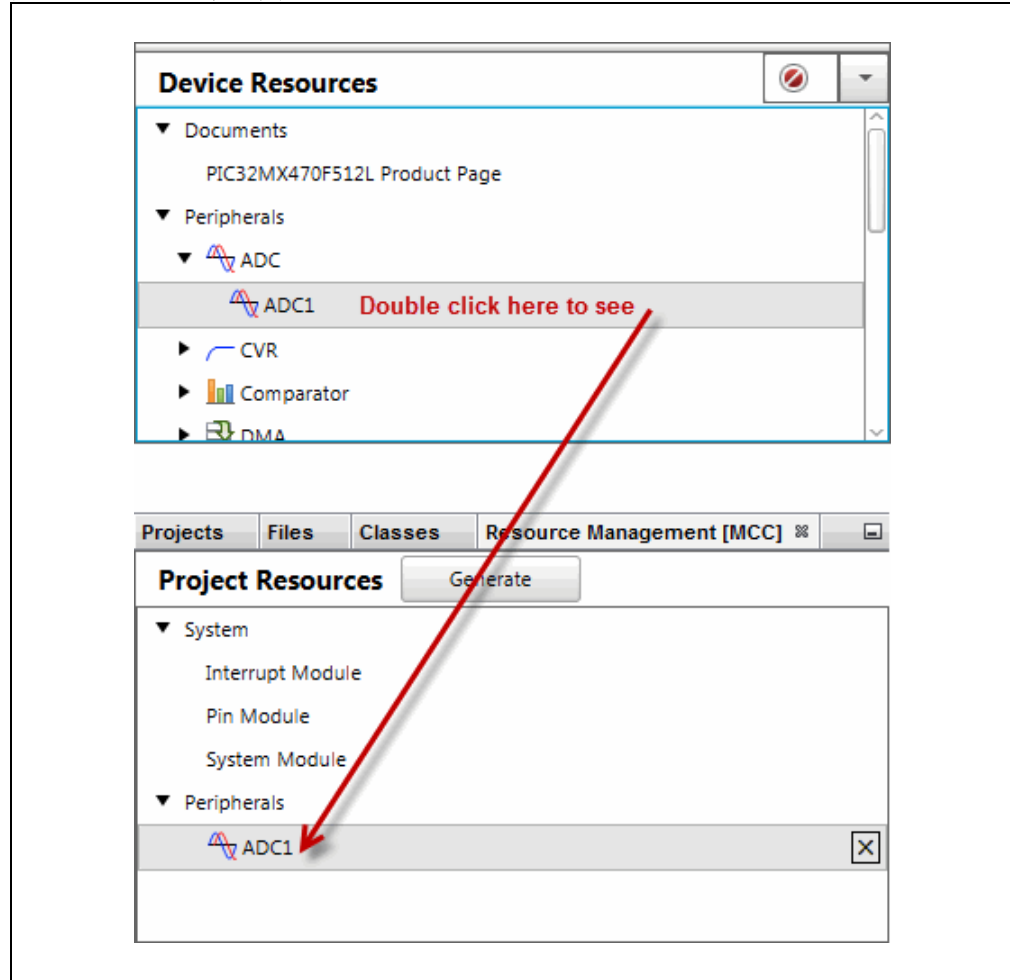 Device Resources
Documents
PIC32MX470F512L Product Page
Peripherals
ADC
ADC1 Double click here to see
CVR
Comparator
DMA
Projects Files Classes Resource Management [MCC]
Project Resources Generate
System
Interrupt Module
Pin Module
System Module
Peripherals
ADC1